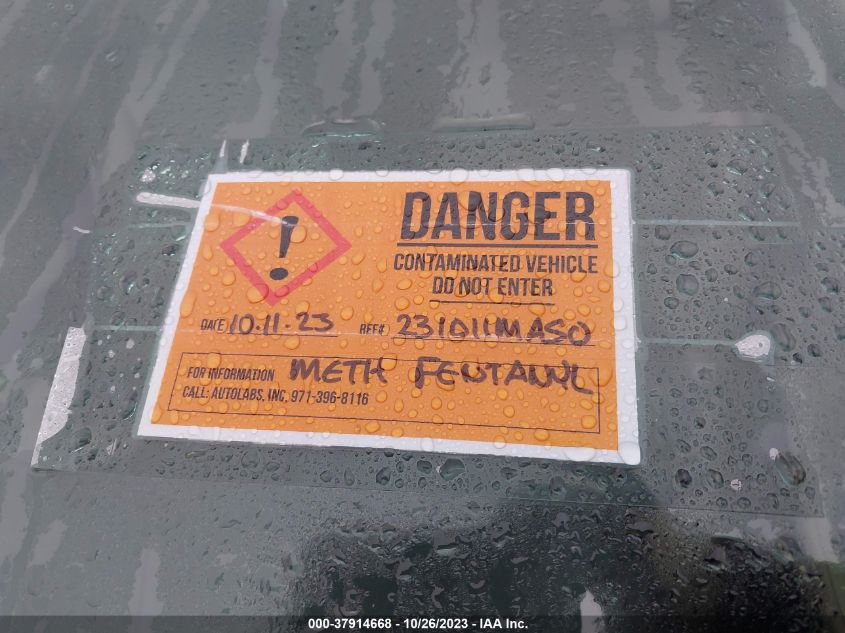 !
DANGER
CONTAMINATED VEHICLE
DO NOT ENTER
DATE 10.11.23 REF# 231011MASO
FOR INFORMATION METH FENTANYL
CALL: AUTOLABS, INC. 971-396-8116
000-37914668 - 10/26/2023 - IAA Inc.